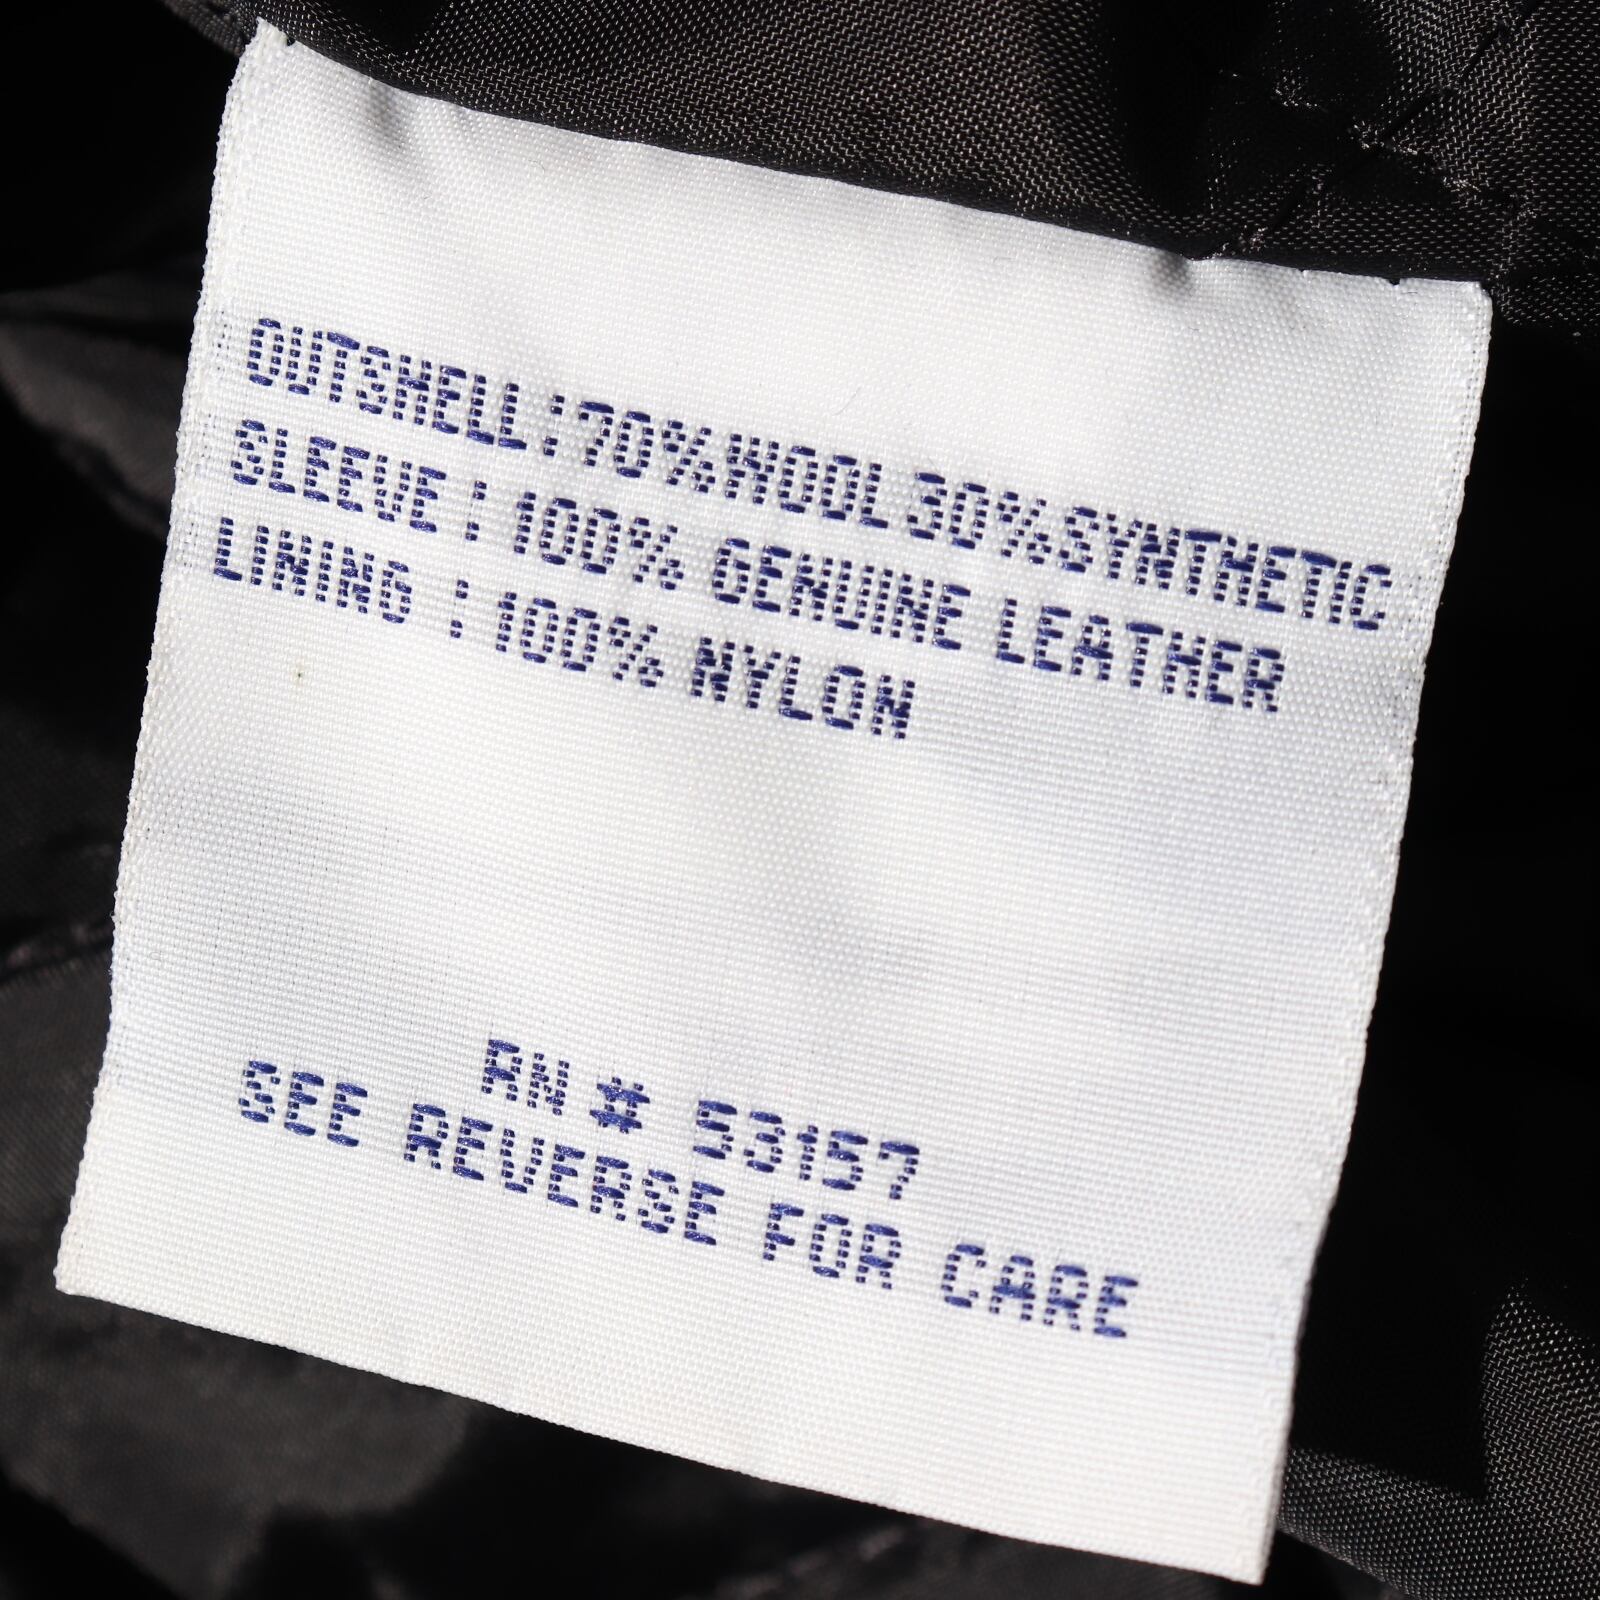 OUTSHELL:70%WOOL 30%SYNTHETIC
SLEEVE : 100% GENUINE LEATHER
LINING : 100% NYLON
RN # 53157
SEE REVERSE FOR CARE